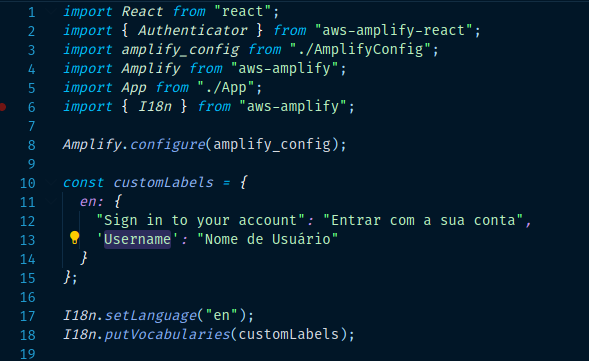 1 import React from "react";
2 import { Authenticator } from "aws-amplify-react";
3 import amplify_config from "./AmplifyConfig";
4 import Amplify from "aws-amplify";
5 import App from "./App";
6 import { I18n } from "aws-amplify";
7
8 Amplify.configure(amplify_config);
9
10 const customLabels = {
11 en: {
12 "Sign in to your account": "Entrar com a sua conta",
13 'Username': "Nome de Usuário"
14 }
15 };
16
17 I18n.setLanguage("en");
18 I18n.putVocabularies(customLabels);
19